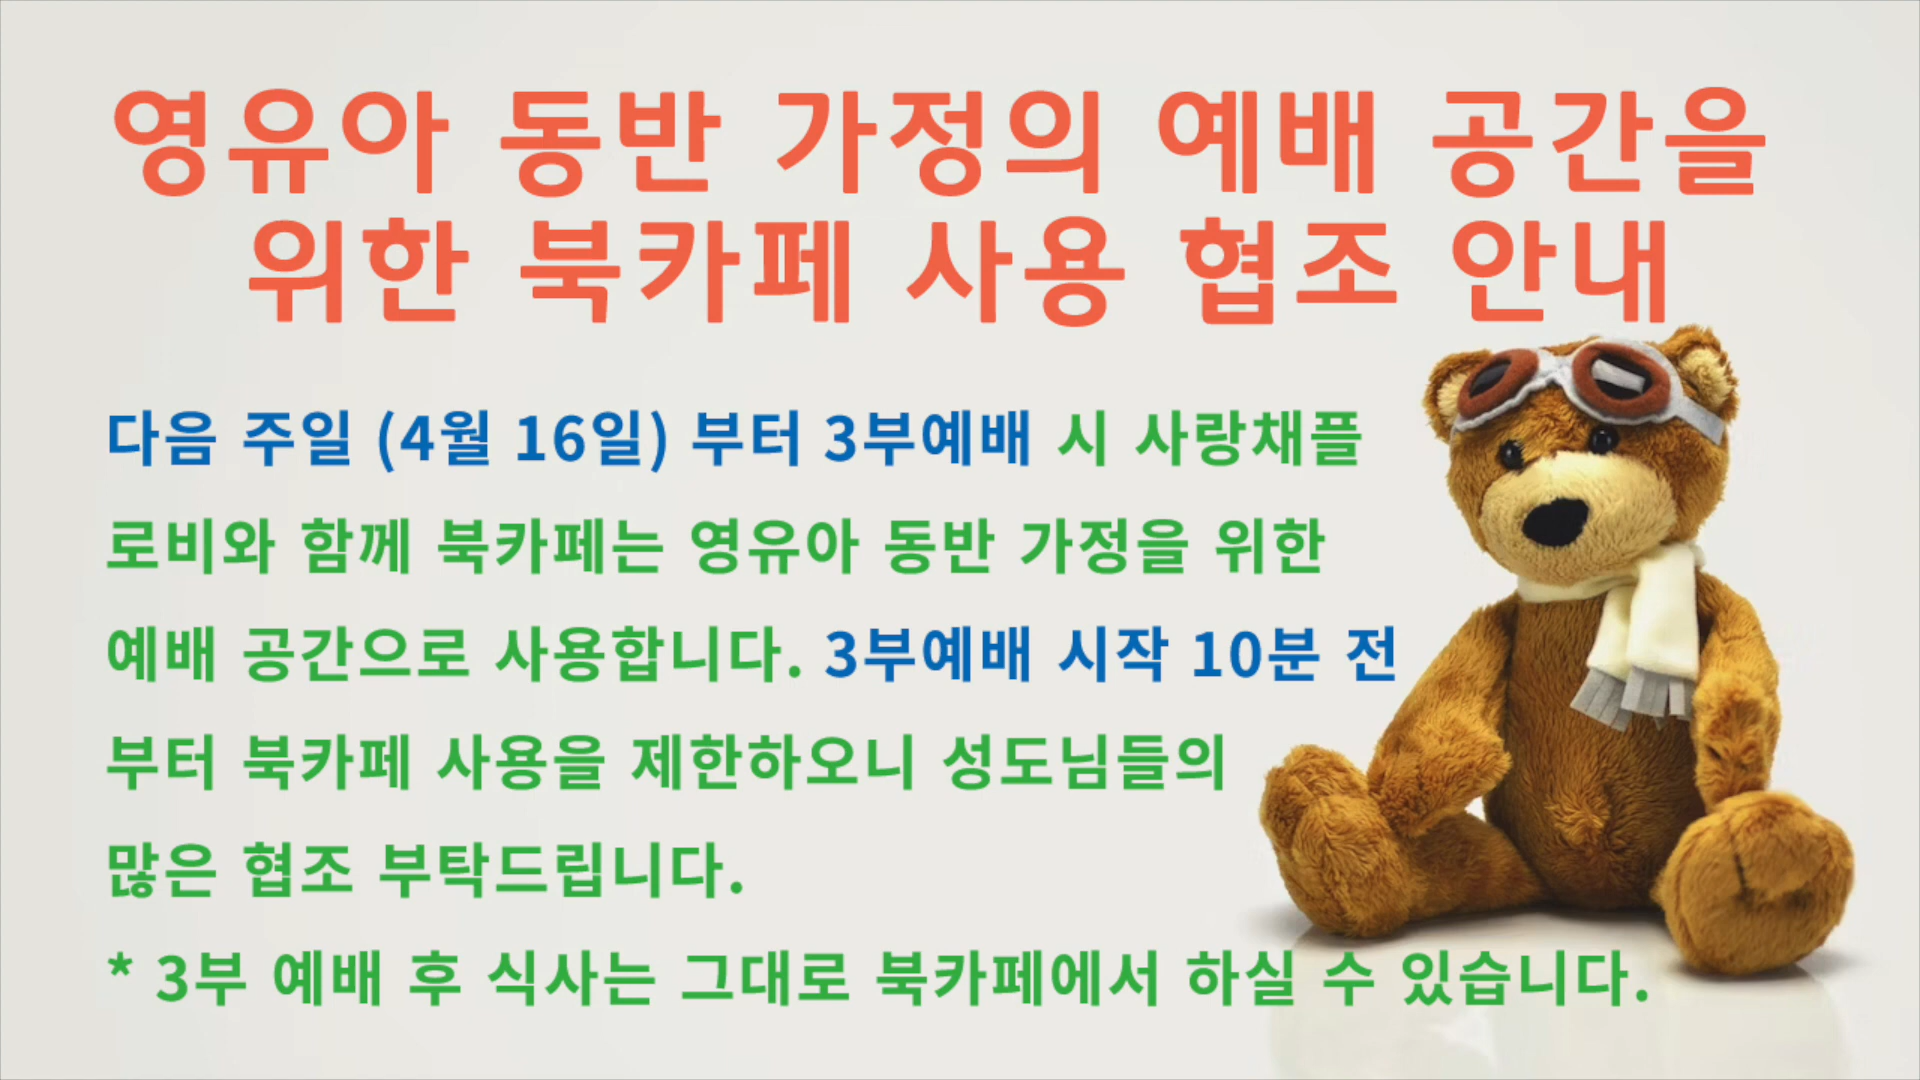 영유아 동반 가정의 예배 공간을
위한 북카페 사용 협조 안내
다음 주일 (4월 16일) 부터 3부예배 시 사랑채플
로비와 함께 북카페는 영유아 동반 가정을 위한
예배 공간으로 사용합니다. 3부예배 시작 10분 전
부터 북카페 사용을 제한하오니 성도님들의
많은 협조 부탁드립니다.
* 3부 예배 후 식사는 그대로 북카페에서 하실 수 있습니다.